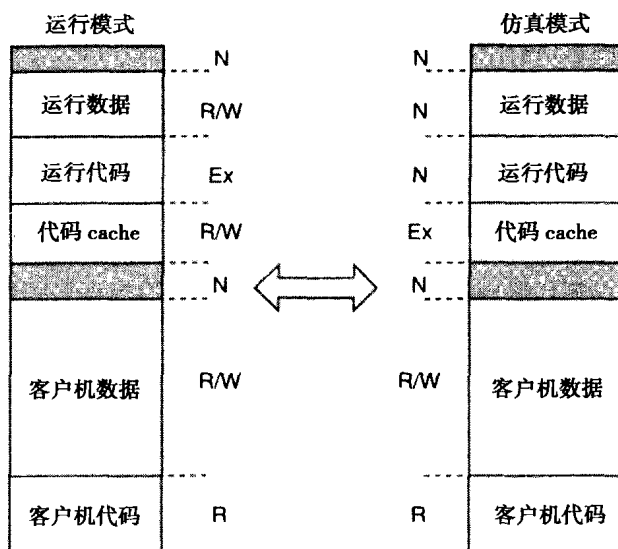 运行模式
仿真模式
N
N
运行数据
R/W
N
运行数据
运行代码
Ex
N
运行代码
代码 cache
R/W
Ex
代码 cache
N
N
客户机数据
R/W
R/W
客户机数据
客户机代码
R
R
客户机代码